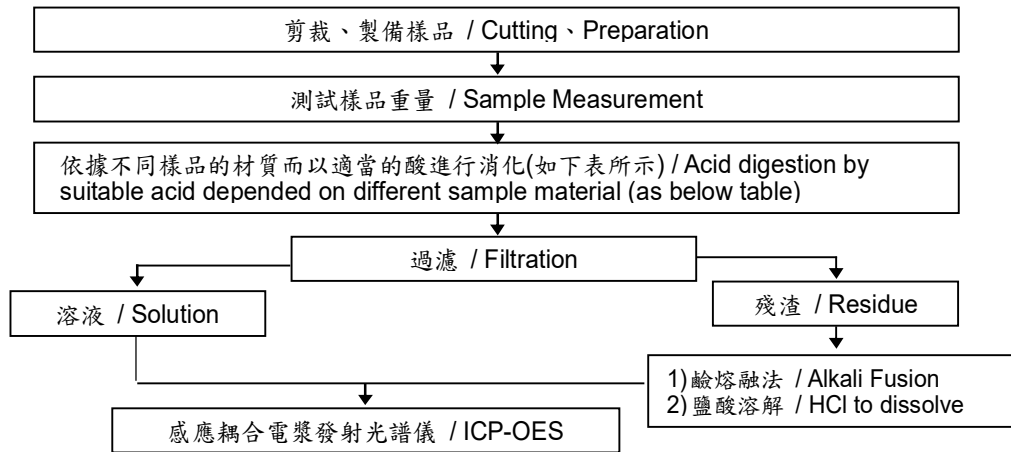 剪裁、製備樣品 / Cutting、Preparation
測試樣品重量 / Sample Measurement
依據不同樣品的材質而以適當的酸進行消化(如下表所示) / Acid digestion by
suitable acid depended on different sample material (as below table)
過濾 / Filtration
溶液 / Solution
殘渣 / Residue
1)鹼熔融法 / Alkali Fusion
2)鹽酸溶解 / HCl to dissolve
感應耦合電漿發射光譜儀 / ICP-OES